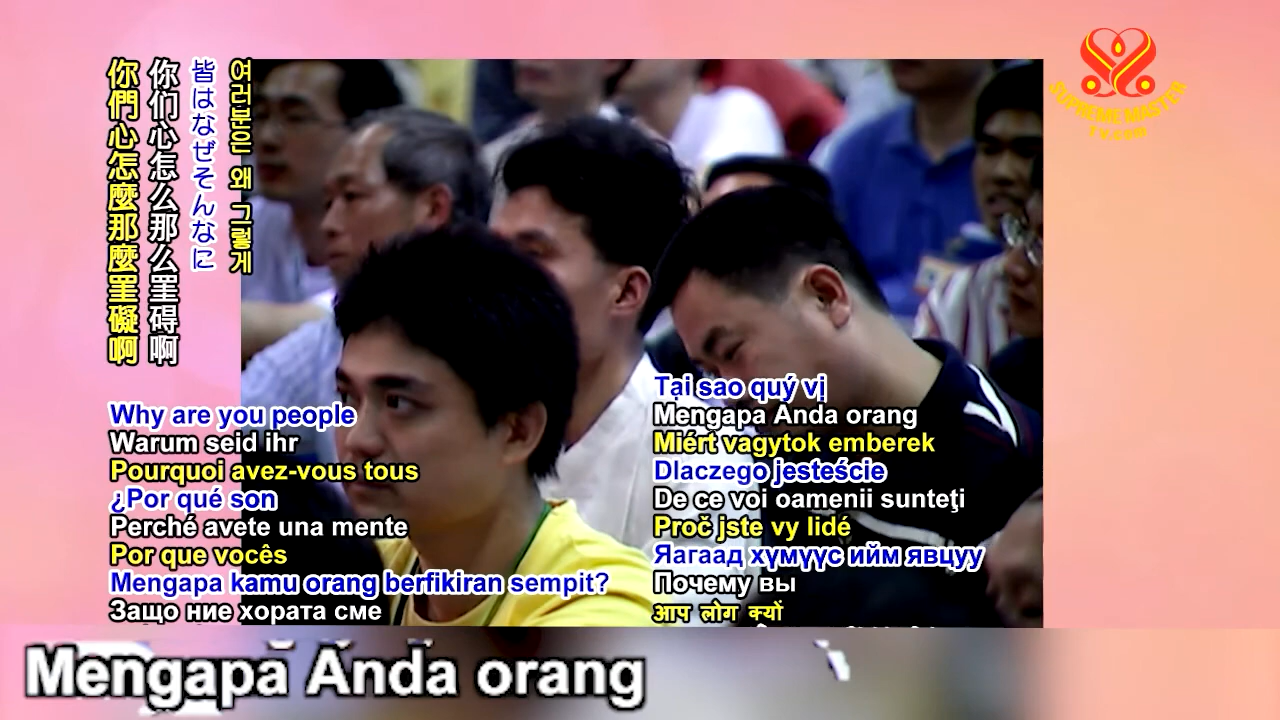 你們心怎麼那麼罣礙啊
你们心怎么那么罣碍啊
皆はなぜそんなに
여러분은 왜 그렇게
SUPREME MASTER
TV.com
Why are you people
Warum seid ihr
Pourquoi avez-vous tous
¿Por qué son
Perché avete una mente
Por que vocês
Mengapa kamu orang berfikiran sempit?
Защо ние хората сме
Tại sao quý vị
Mengapa Anda orang
Miért vagytok emberek
Dlaczego jesteście
De ce voi oamenii sunteţi
Proč jste vy lidé
Яагаад хүмүүс ийм явцуу
Почему вы
आप लोग क्यों
Mengapa Anda orang